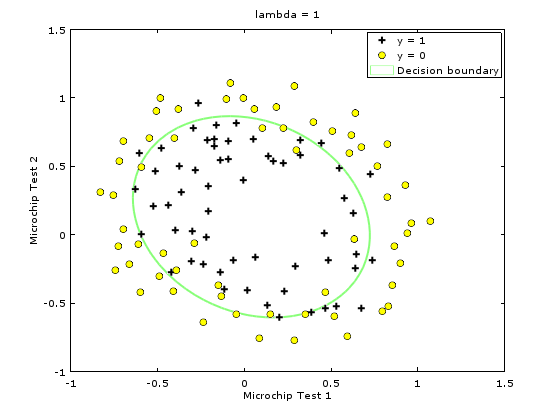 lambda = 1
1.5
y = 1
y = 0
Decision boundary
1
0.5
Microchip Test 2
0
-0.5
-1
-1
-0.5
0
0.5
1
1.5
Microchip Test 1